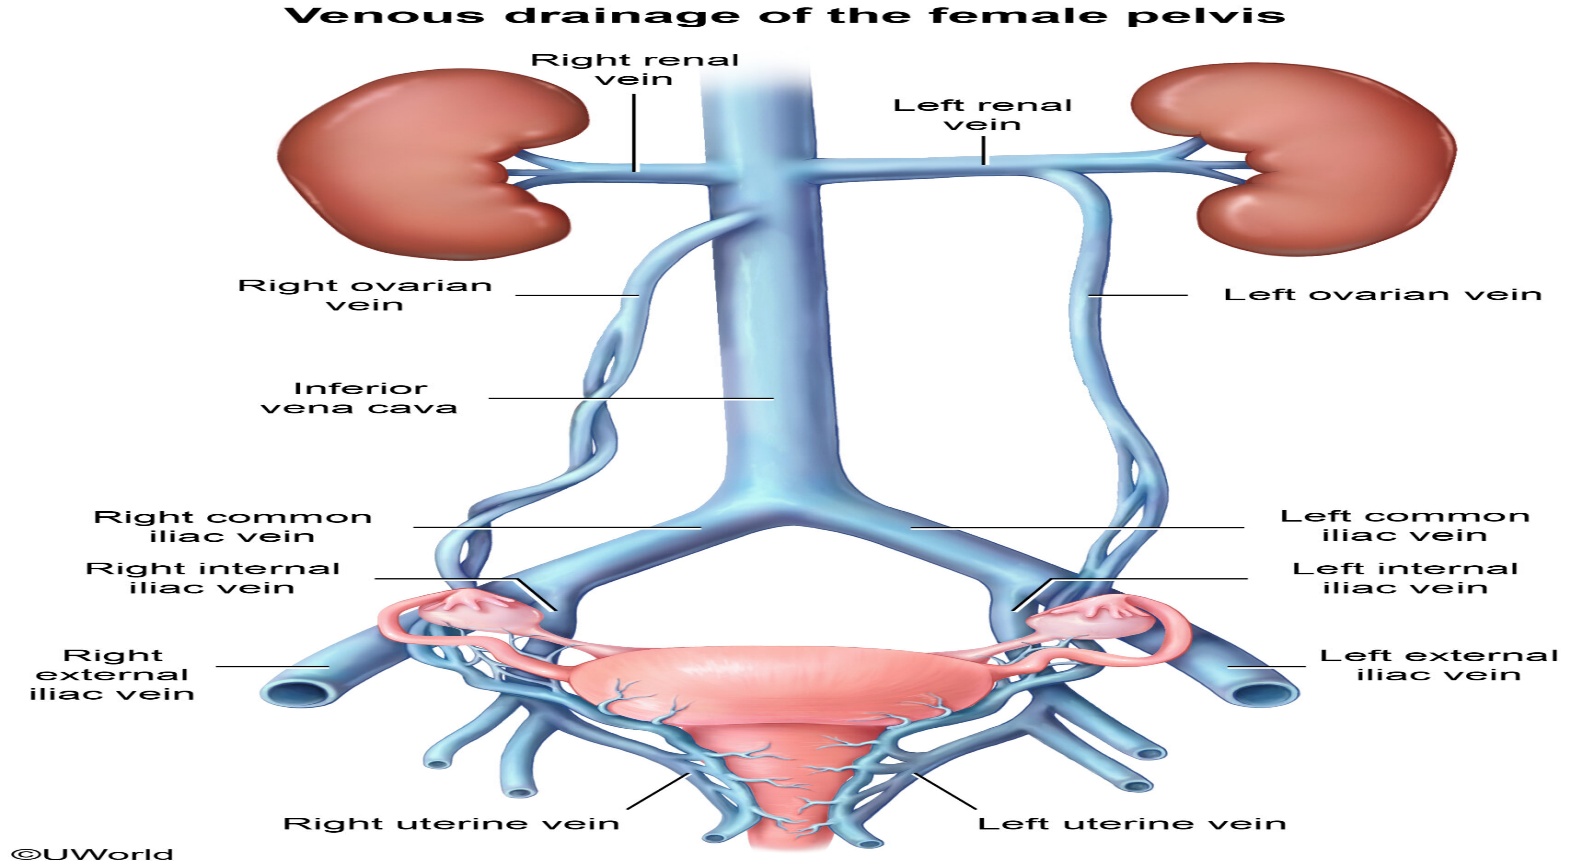 Venous drainage of the female pelvis
Right renal
vein
Left renal
vein
Right ovarian
vein
Left ovarian vein
Inferior
vena cava
Right common
iliac vein
Left common
iliac vein
Right internal
iliac vein
Left internal
iliac vein
Right
external
iliac vein
Left external
iliac vein
Right uterine vein
Left uterine vein
©UWorld